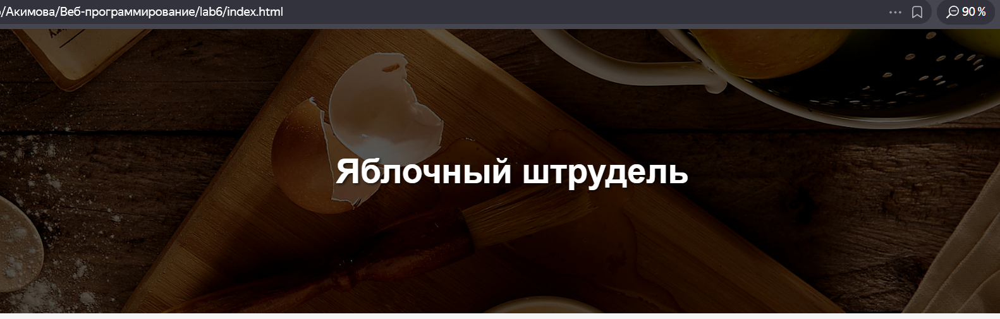 /Акимова/Веб-программирование/lab6/index.html
90 %
Яблочный штрудель